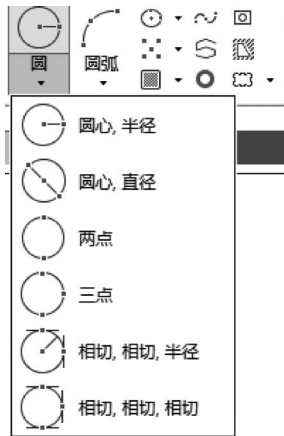 圆 圆弧
圆心, 半径
圆心, 直径
两点
三点
相切, 相切, 半径
相切, 相切, 相切